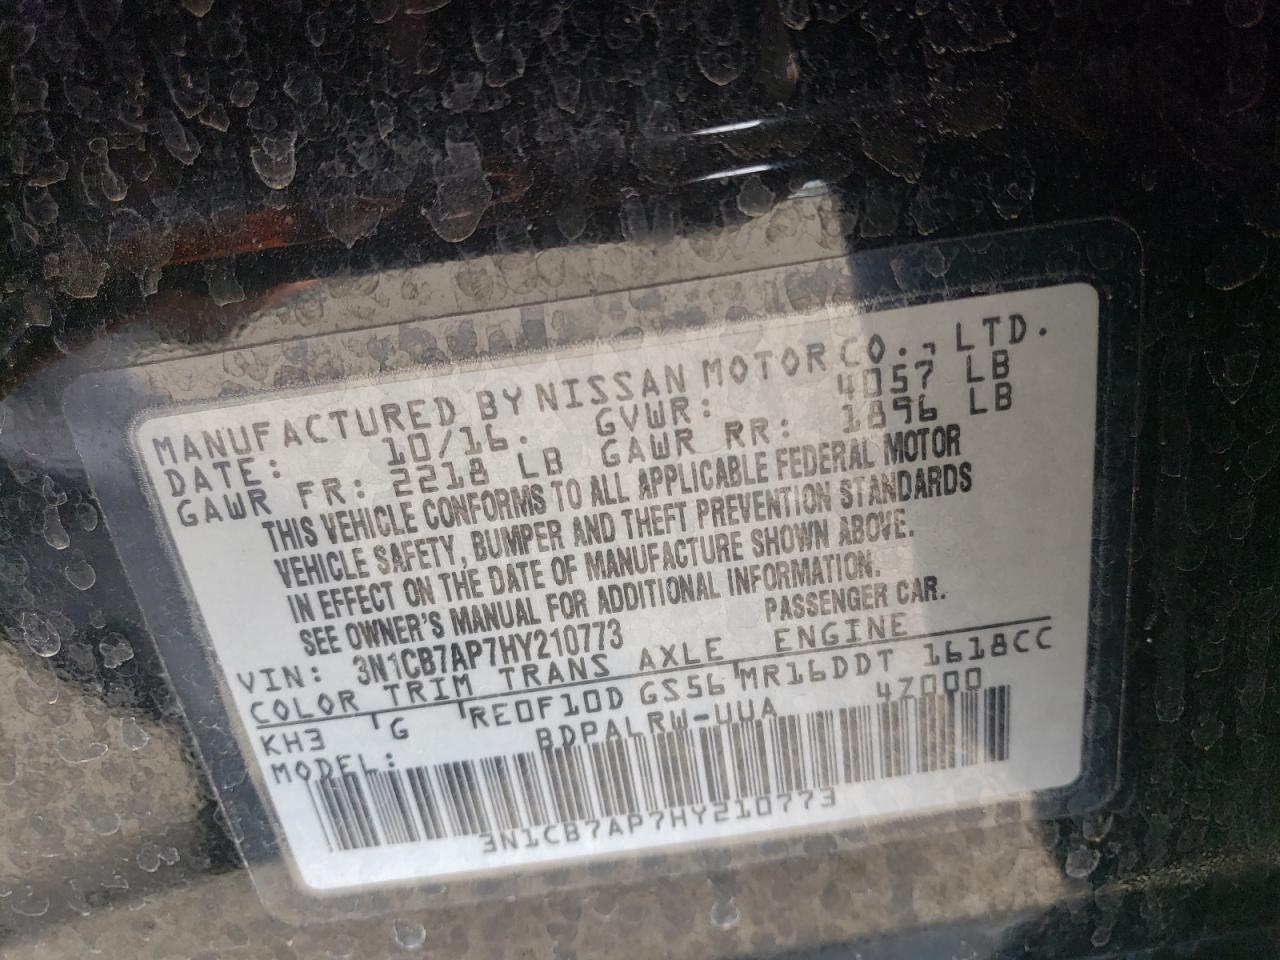 MANUFACTURED BY NISSAN MOTOR CO., LTD.
DATE: 10/16. GVWR: 4057 LB
GAWR FR: 2218 LB GAWR RR: 1896 LB
THIS VEHICLE CONFORMS TO ALL APPLICABLE FEDERAL MOTOR
VEHICLE SAFETY, BUMPER AND THEFT PREVENTION STANDARDS
IN EFFECT ON THE DATE OF MANUFACTURE SHOWN ABOVE.
SEE OWNER'S MANUAL FOR ADDITIONAL INFORMATION.
VIN: 3N1CB7AP7HY210773 PASSENGER CAR.
COLOR TRIM TRANS AXLE ENGINE
KH3 G RE0F10D GS56 MR16DDT 1618CC
MODEL: BDPALRW-UUA 47000
3N1CB7AP7HY210773